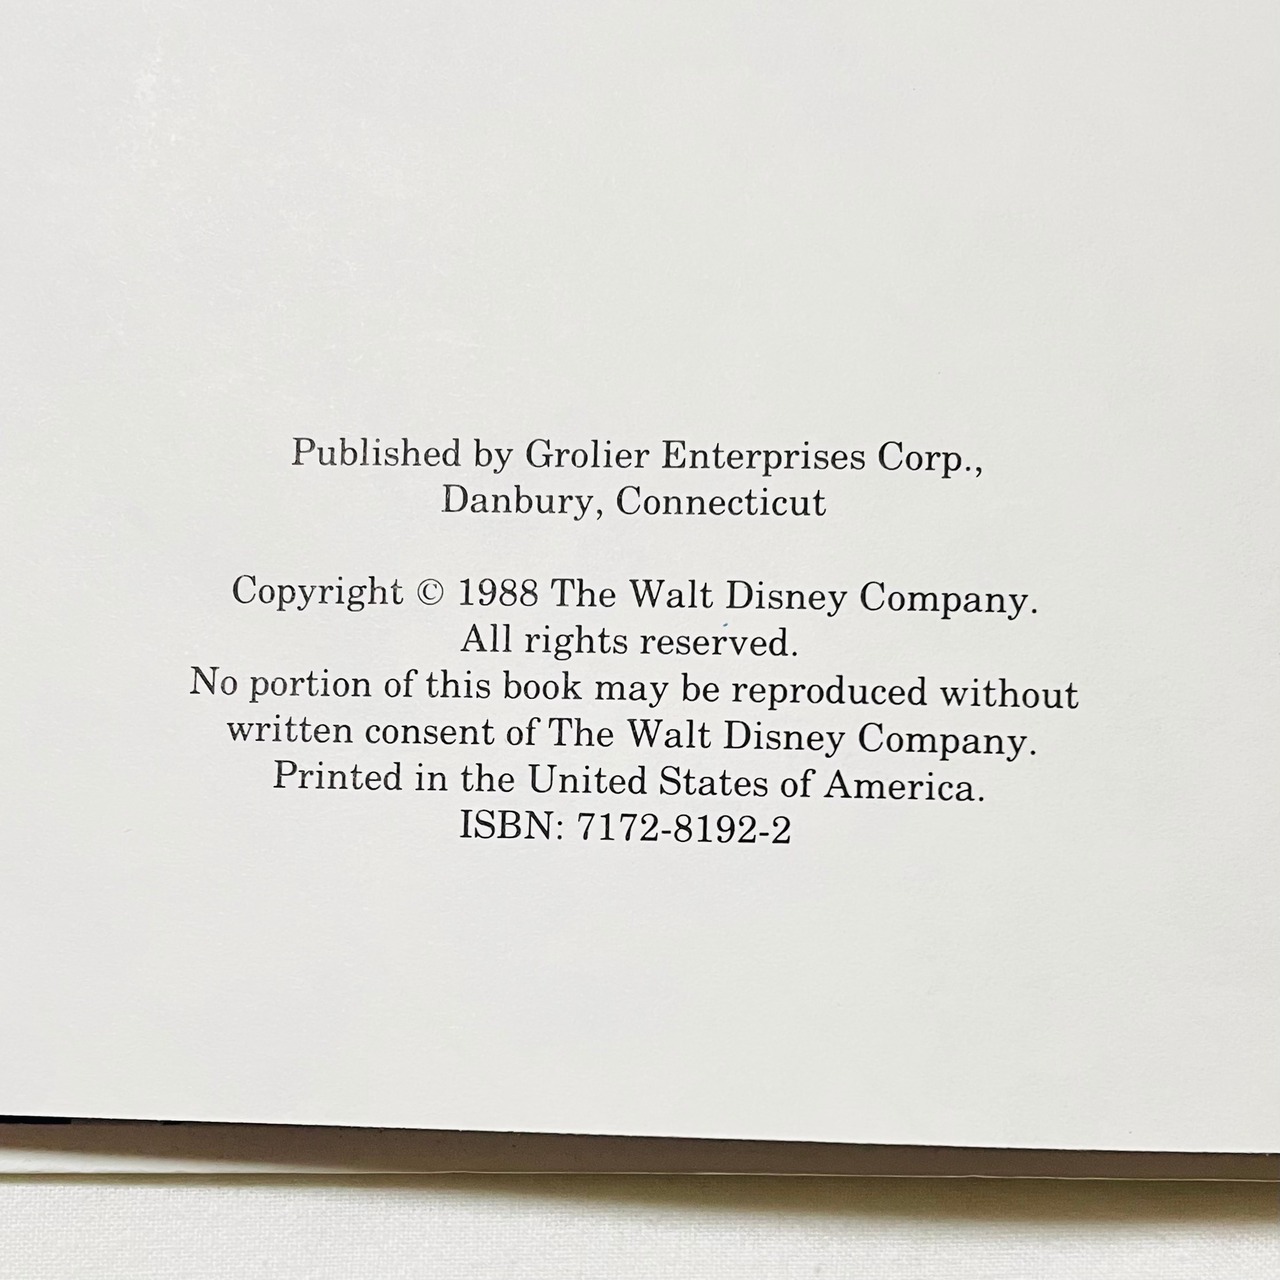 Published by Grolier Enterprises Corp.,
Danbury, Connecticut
Copyright © 1988 The Walt Disney Company.
All rights reserved.
No portion of this book may be reproduced without
written consent of The Walt Disney Company.
Printed in the United States of America.
ISBN: 7172-8192-2